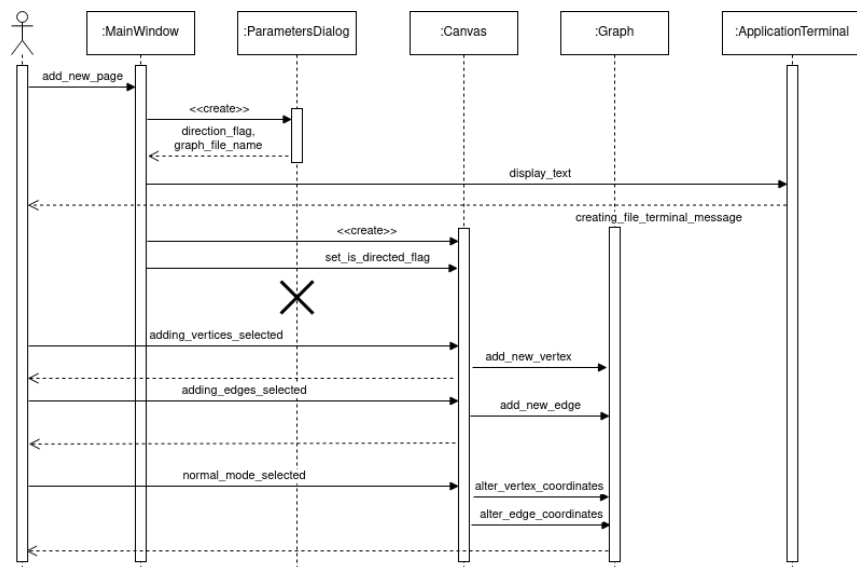 :MainWindow
:ParametersDialog
:Canvas
:Graph
:ApplicationTerminal
add_new_page
<<create>>
direction_flag,
graph_file_name
display_text
creating_file_terminal_message
<<create>>
set_is_directed_flag
adding_vertices_selected
add_new_vertex
adding_edges_selected
add_new_edge
normal_mode_selected
alter_vertex_coordinates
alter_edge_coordinates